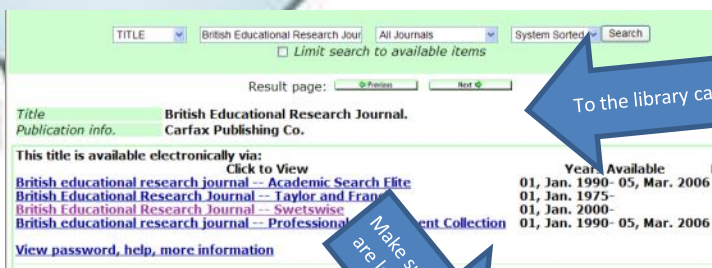 TITLE British Educational Research Jour All Journals System Sorted Search
Limit search to available items
Result page: Previous Next
To the library ca
Title British Educational Research Journal.
Publication info. Carfax Publishing Co.
This title is available electronically via:
Click to View Years Available
British educational research journal -- Academic Search Elite 01, Jan. 1990- 05, Mar. 2006
British Educational Research Journal -- Taylor and Fran 01, Jan. 1975-
British Educational Research Journal -- Swetswise 01, Jan. 2000-
British educational research journal -- Professional ent Collection 01, Jan. 1990- 05, Mar. 2006
Make s
are l
View password, help, more information